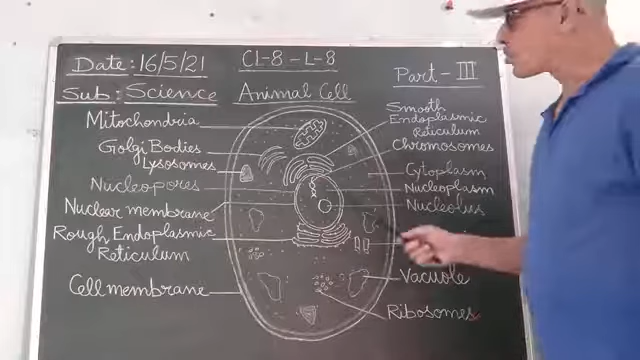 Date: 16/5/21
Cl-8-L-8
Part-III
Sub: Science
Animal Cell
Mitochondria
Golgi Bodies
Lysosomes
Nucleopores
Nuclear membrane
Rough Endoplasmic
Reticulum
Cell membrane
Smooth
Endoplasmic
Reticulum
Chromosomes
Cytoplasm
Nucleoplasm
Nucleolus
Vacuole
Ribosomes